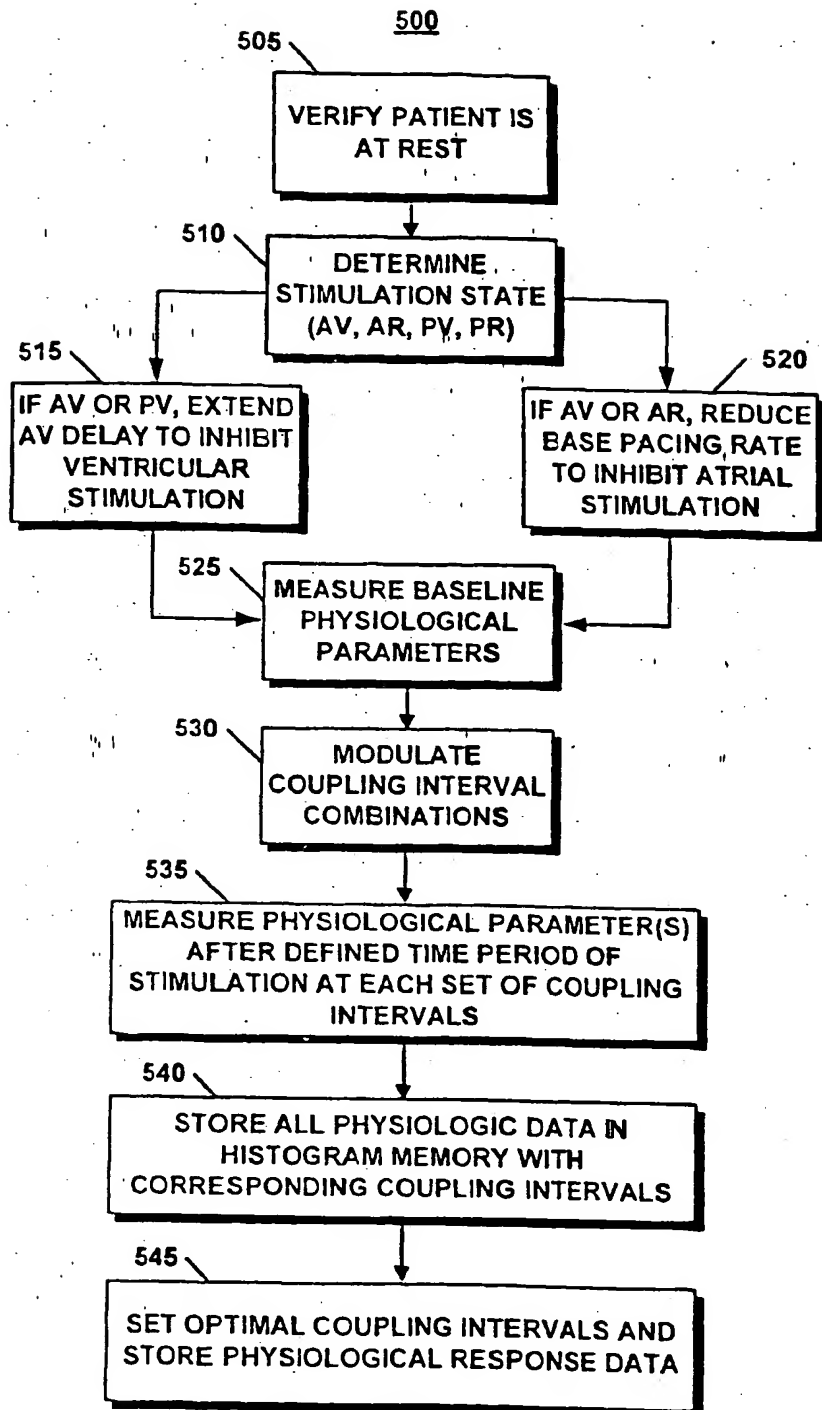 500
505
VERIFY PATIENT IS
AT REST
510
DETERMINE
STIMULATION STATE
(AV, AR, PV, PR)
515
IF AV OR PV, EXTEND
AV DELAY TO INHIBIT
VENTRICULAR
STIMULATION
520
IF AV OR AR, REDUCE
BASE PACING RATE
TO INHIBIT ATRIAL
STIMULATION
525
MEASURE BASELINE
PHYSIOLOGICAL
PARAMETERS
530
MODULATE
COUPLING INTERVAL
COMBINATIONS
535
MEASURE PHYSIOLOGICAL PARAMETER(S)
AFTER DEFINED TIME PERIOD OF
STIMULATION AT EACH SET OF COUPLING
INTERVALS
540
STORE ALL PHYSIOLOGIC DATA IN
HISTOGRAM MEMORY WITH
CORRESPONDING COUPLING INTERVALS
545
SET OPTIMAL COUPLING INTERVALS AND
STORE PHYSIOLOGICAL RESPONSE DATA